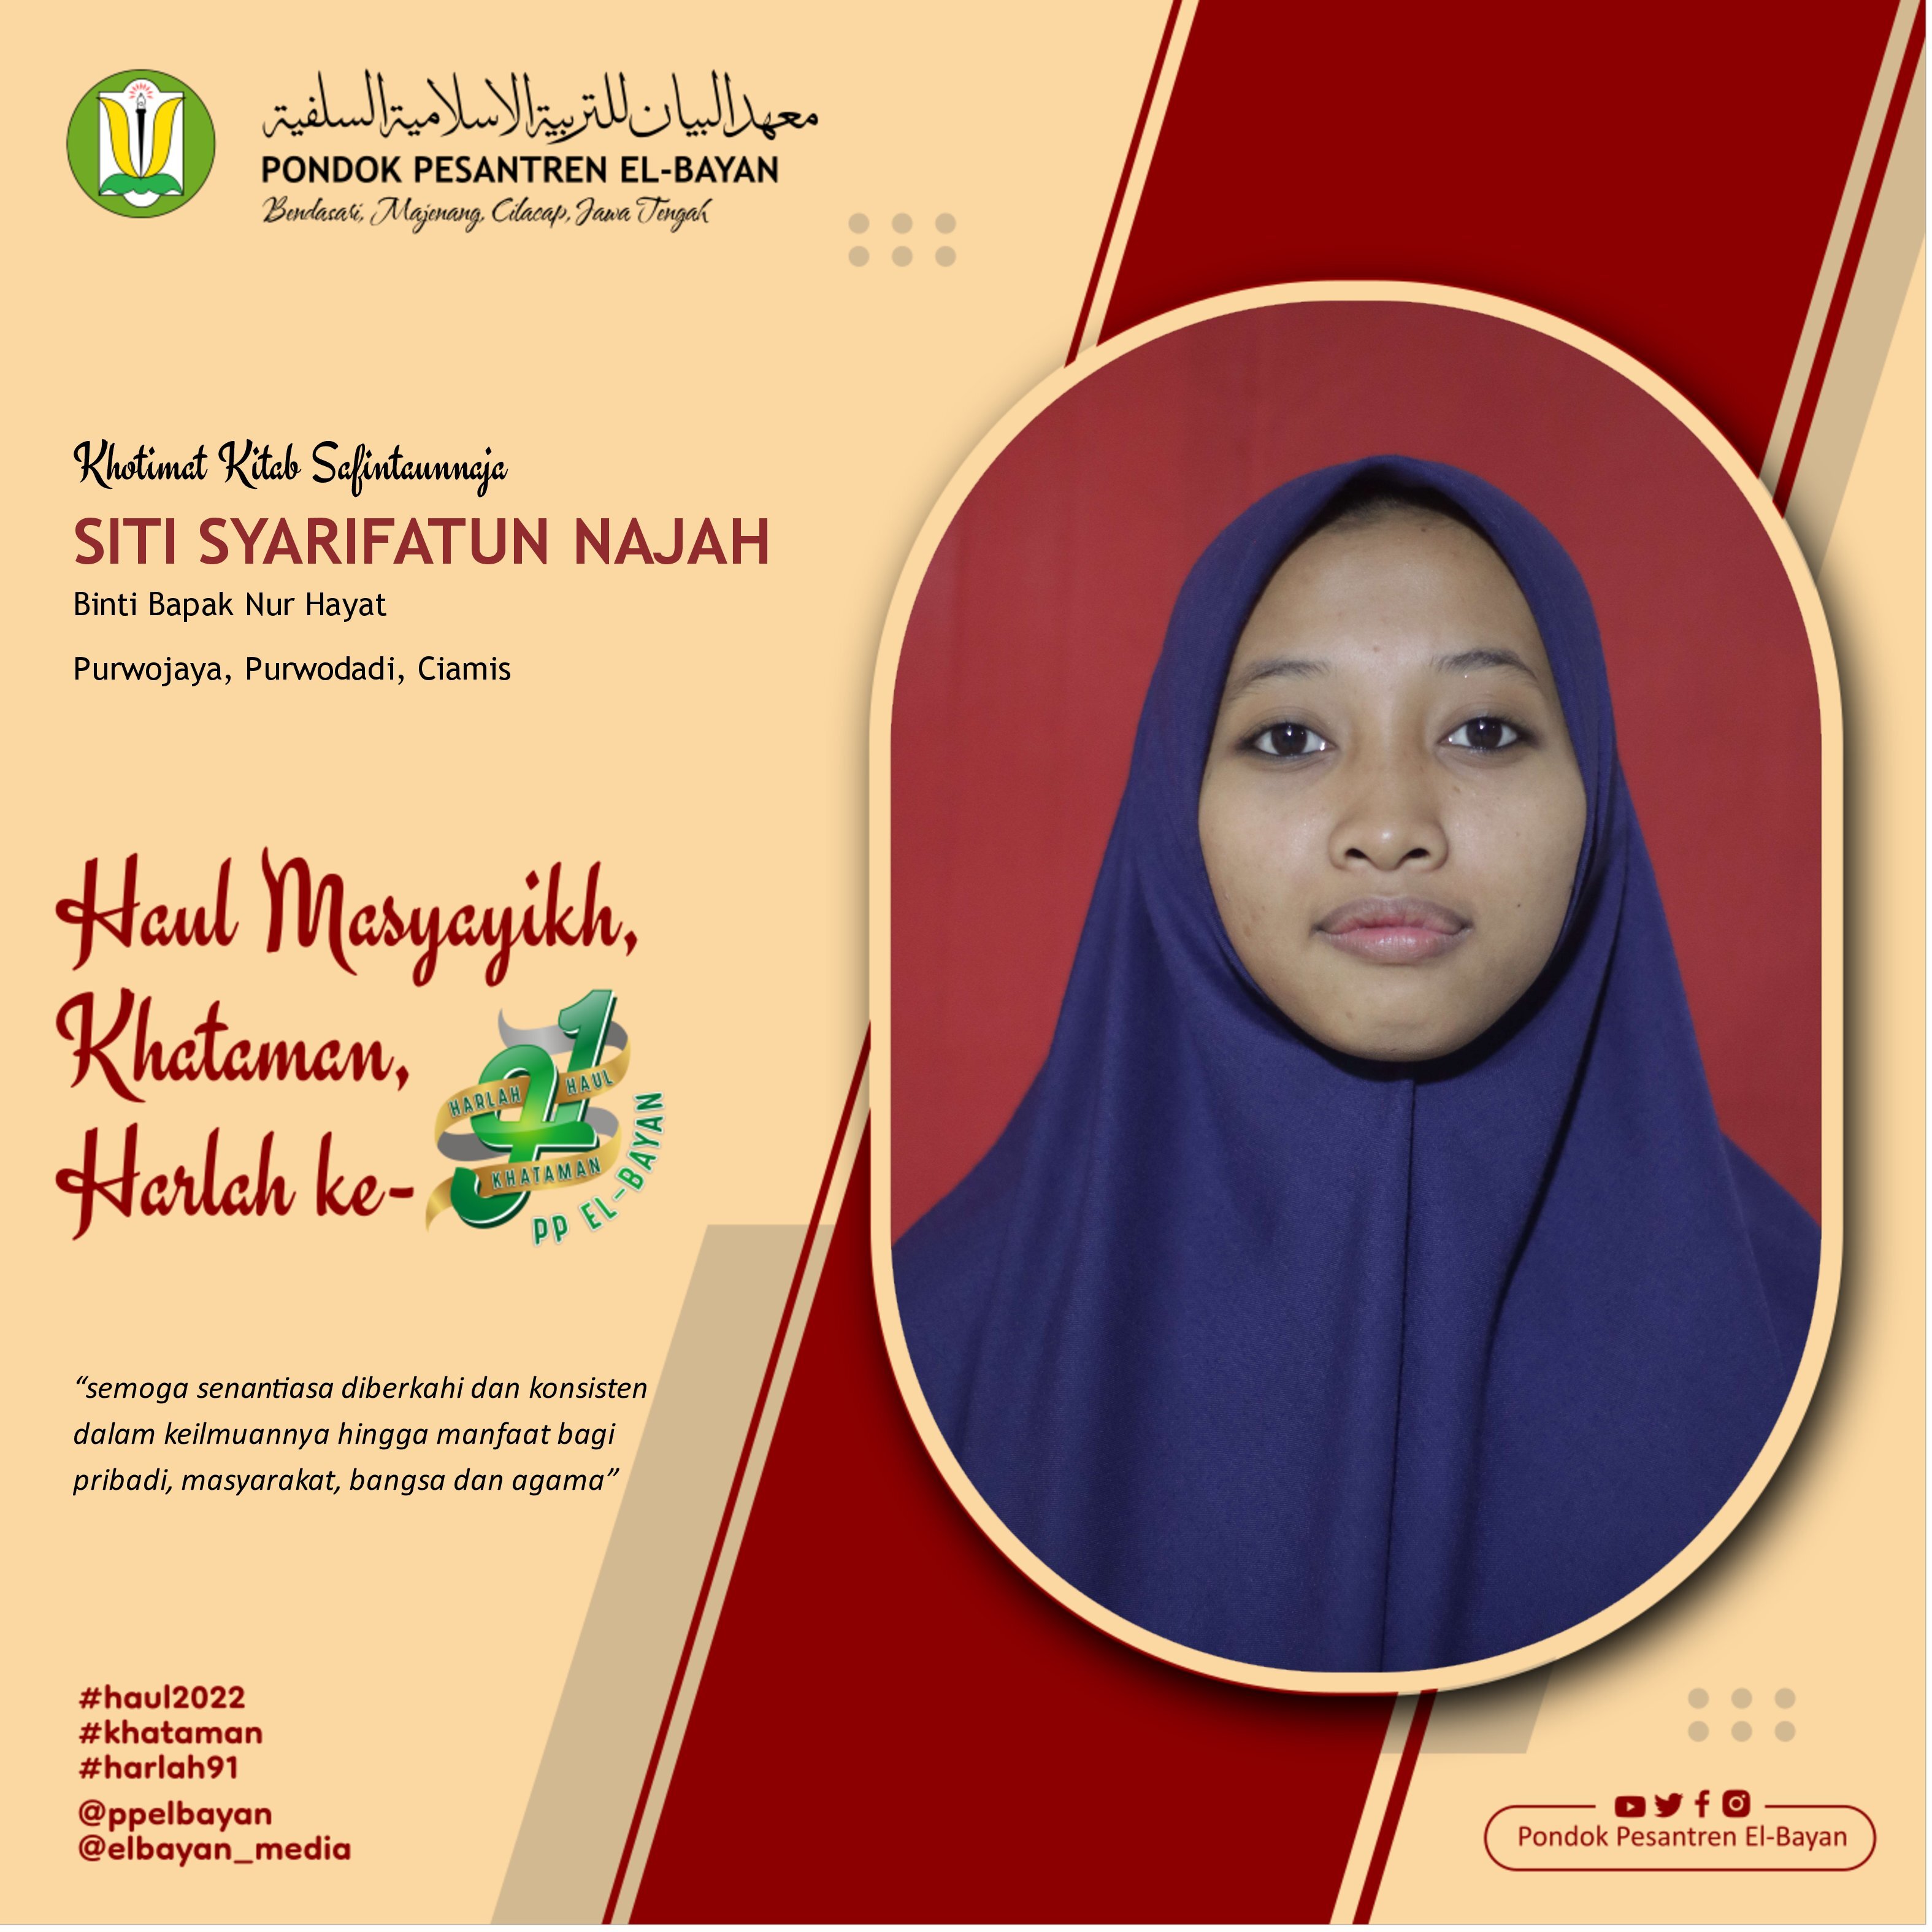 معهد البيان للتربية الاسلامية السلفية
PONDOK PESANTREN EL-BAYAN
Bendasari, Majenang, Cilacap, Jawa Tengah
Khotimat Kitab Safintaunnaja
SITI SYARIFATUN NAJAH
Binti Bapak Nur Hayat
Purwojaya, Purwodadi, Ciamis
Haul Masyayikh,
Khataman,
Harlah ke-
91
HARLAH HAUL
KHATAMAN
PP EL-BAYAN
“semoga senantiasa diberkahi dan konsisten
dalam keilmuannya hingga manfaat bagi
pribadi, masyarakat, bangsa dan agama”
#haul2022
#khataman
#harlah91
@ppelbayan
@elbayan_media
Pondok Pesantren El-Bayan